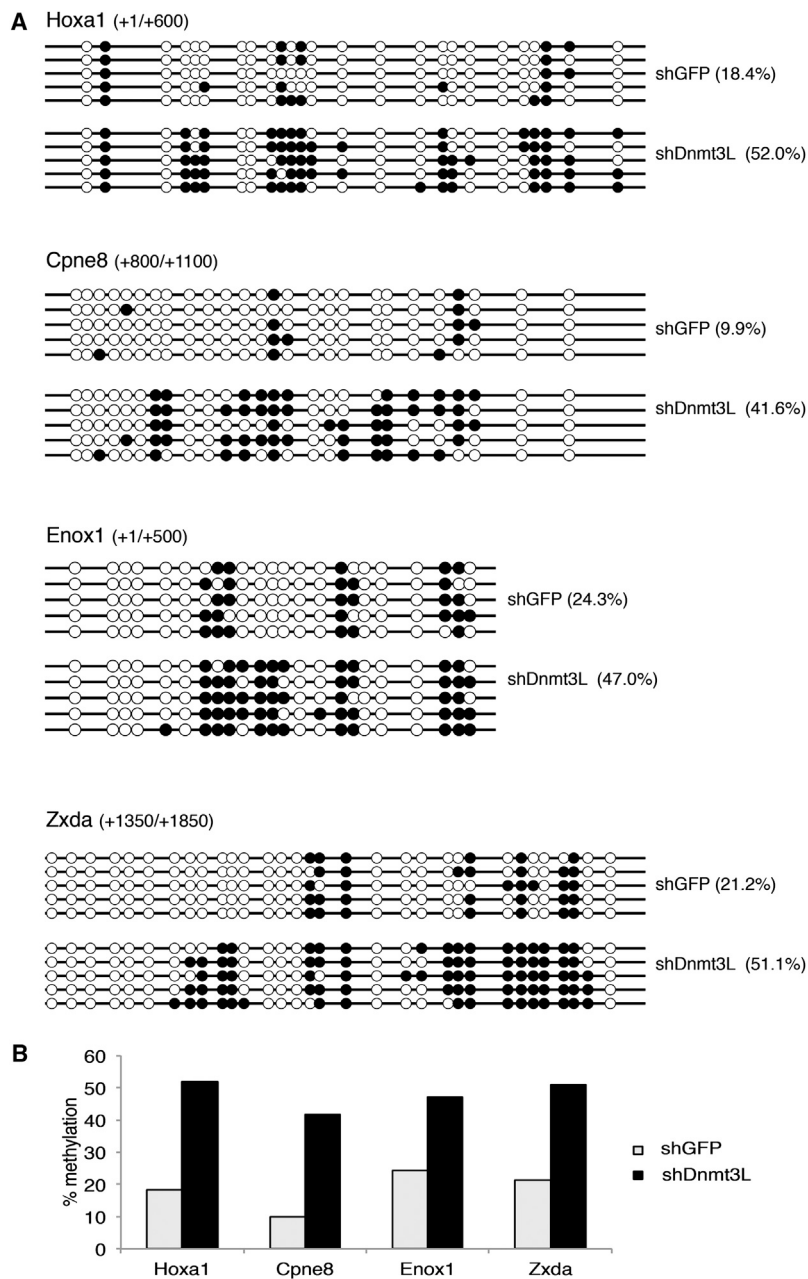 A
Hoxa1 (+1/+600)
shGFP (18.4%)
shDnmt3L (52.0%)
Cpne8 (+800/+1100)
shGFP (9.9%)
shDnmt3L (41.6%)
Enox1 (+1/+500)
shGFP (24.3%)
shDnmt3L (47.0%)
Zxda (+1350/+1850)
shGFP (21.2%)
shDnmt3L (51.1%)
B
% methylation
60
50
40
30
20
10
0
Hoxa1 Cpne8 Enox1 Zxda
shGFP
shDnmt3L